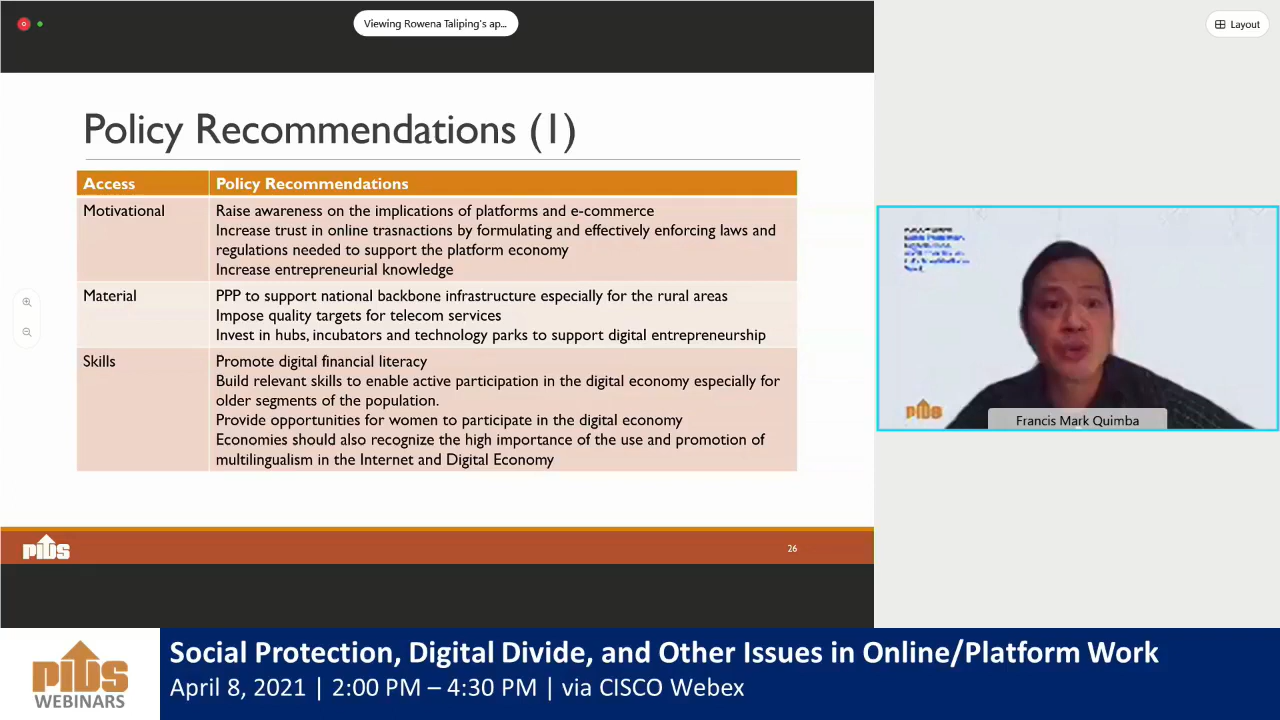 Viewing Rowena Taliping's ap...
Layout
Policy Recommendations (1)
Access Policy Recommendations
Motivational Raise awareness on the implications of platforms and e-commerce
Increase trust in online trasnactions by formulating and effectively enforcing laws and
regulations needed to support the platform economy
Increase entrepreneurial knowledge
Material PPP to support national backbone infrastructure especially for the rural areas
Impose quality targets for telecom services
Invest in hubs, incubators and technology parks to support digital entrepreneurship
Skills Promote digital financial literacy
Build relevant skills to enable active participation in the digital economy especially for
older segments of the population.
Provide opportunities for women to participate in the digital economy
Economies should also recognize the high importance of the use and promotion of
multilingualism in the Internet and Digital Economy
PIDS
26
PIDS
Francis Mark Quimba
PIDS
WEBINARS
Social Protection, Digital Divide, and Other Issues in Online/Platform Work
April 8, 2021 | 2:00 PM – 4:30 PM | via CISCO Webex